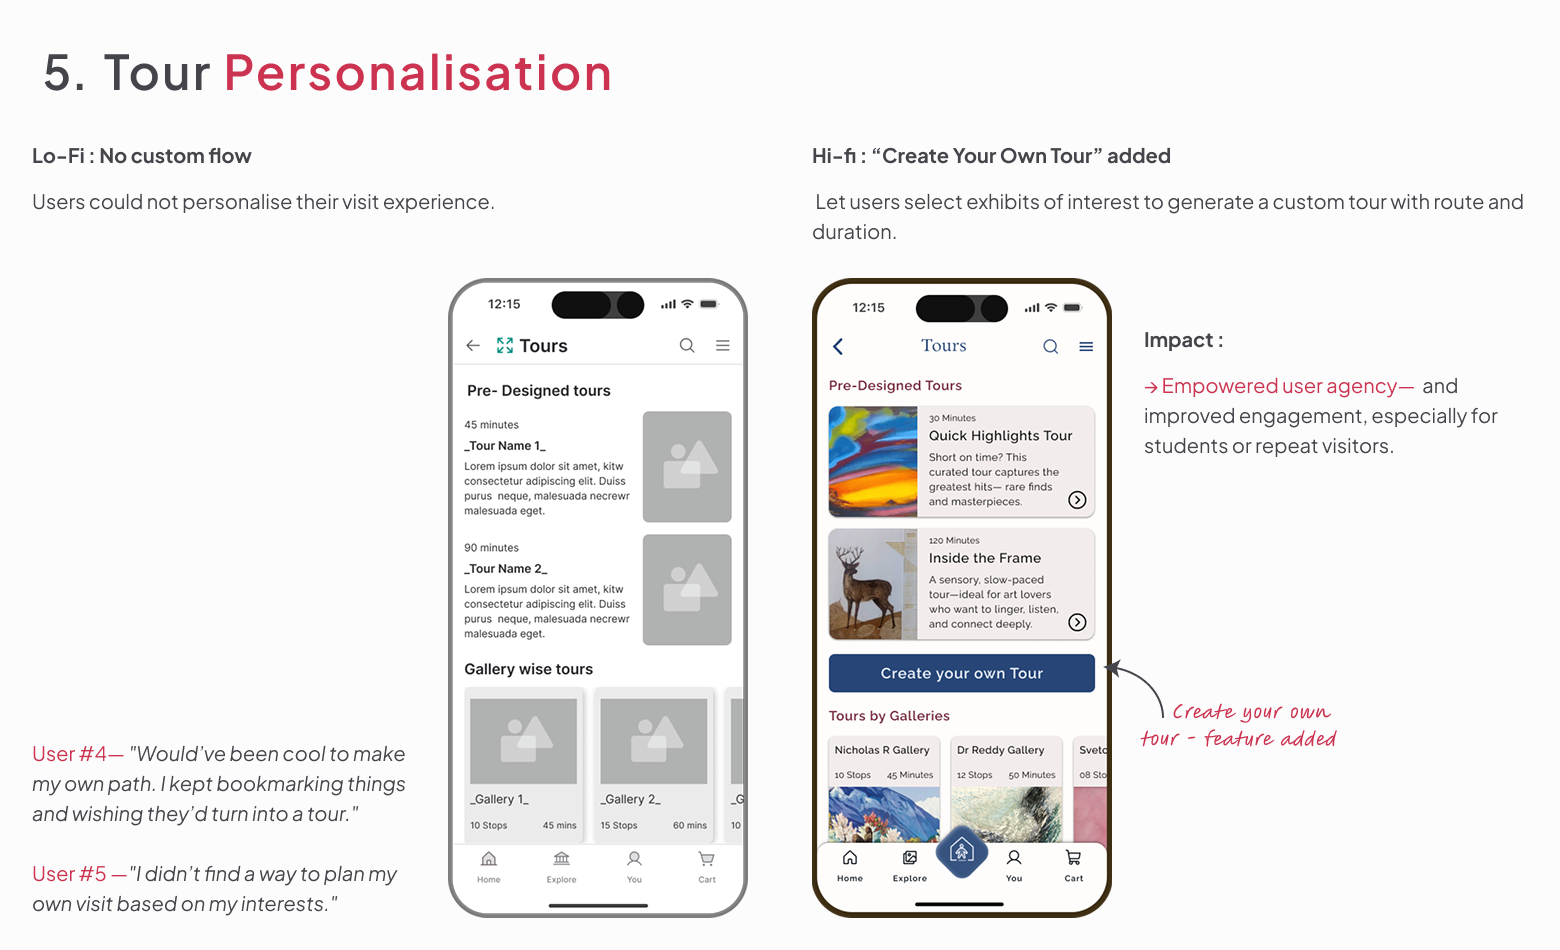 5. Tour Personalisation
Lo-Fi : No custom flow
Users could not personalise their visit experience.
Hi-fi : “Create Your Own Tour” added
Let users select exhibits of interest to generate a custom tour with route and
duration.
User #4— "Would’ve been cool to make
my own path. I kept bookmarking things
and wishing they’d turn into a tour."
User #5 —"I didn’t find a way to plan my
own visit based on my interests."
12:15
Tours
Pre- Designed tours
45 minutes
_Tour Name 1_
Lorem ipsum dolor sit amet, kitw
consectetur adipiscing elit. Duiss
purus neque, malesuada necrewr
malesuada eget.
90 minutes
_Tour Name 2_
Lorem ipsum dolor sit amet, kitw
consectetur adipiscing elit. Duiss
purus neque, malesuada necrewr
malesuada eget.
Gallery wise tours
_Gallery 1_
10 Stops 45 mins
_Gallery 2_
15 Stops 60 mins
_G
10
Home Explore You Cart
12:15
Tours
Pre-Designed Tours
30 Minutes
Quick Highlights Tour
Short on time? This
curated tour captures the
greatest hits— rare finds
and masterpieces.
120 Minutes
Inside the Frame
A sensory, slow-paced
tour—ideal for art lovers
who want to linger, listen,
and connect deeply.
Create your own Tour
Tours by Galleries
Nicholas R Gallery
10 Stops 45 Minutes
Dr Reddy Gallery
12 Stops 50 Minutes
Sveto
08 Sto
Home Explore You Cart
Impact :
→ Empowered user agency— and
improved engagement, especially for
students or repeat visitors.
Create your own
tour - feature added